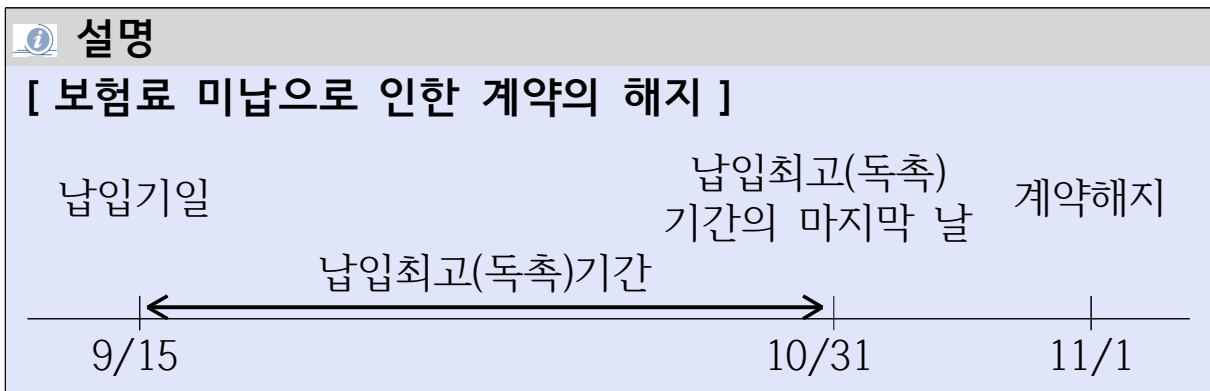 설명
[ 보험료 미납으로 인한 계약의 해지 ]
납입기일
납입최고(독촉)
기간의 마지막 날
계약해지
납입최고(독촉)기간
9/15
10/31
11/1